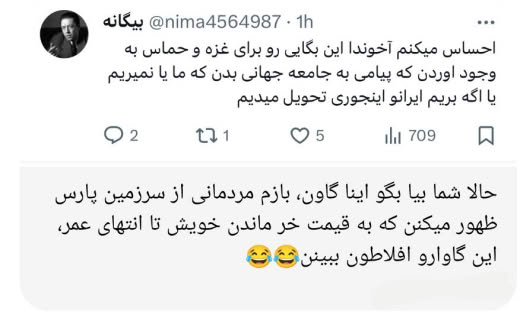 بیگانه @nima4564987 · 1h
احساس میکنم آخوندا این بگایی رو برای غزه و حماس به
وجود اوردن که پیامی به جامعه جهانی بدن که ما یا نمیریم
یا اگه بریم ایرانو اینجوری تحویل میدیم
2 1 5 709
حالا شما بیا بگو اینا گاون، بازم مردمانی از سرزمین پارس
ظهور میکنن که به قیمت خر ماندن خویش تا انتهای عمر،
این گاوارو افلاطون ببینن😂😂